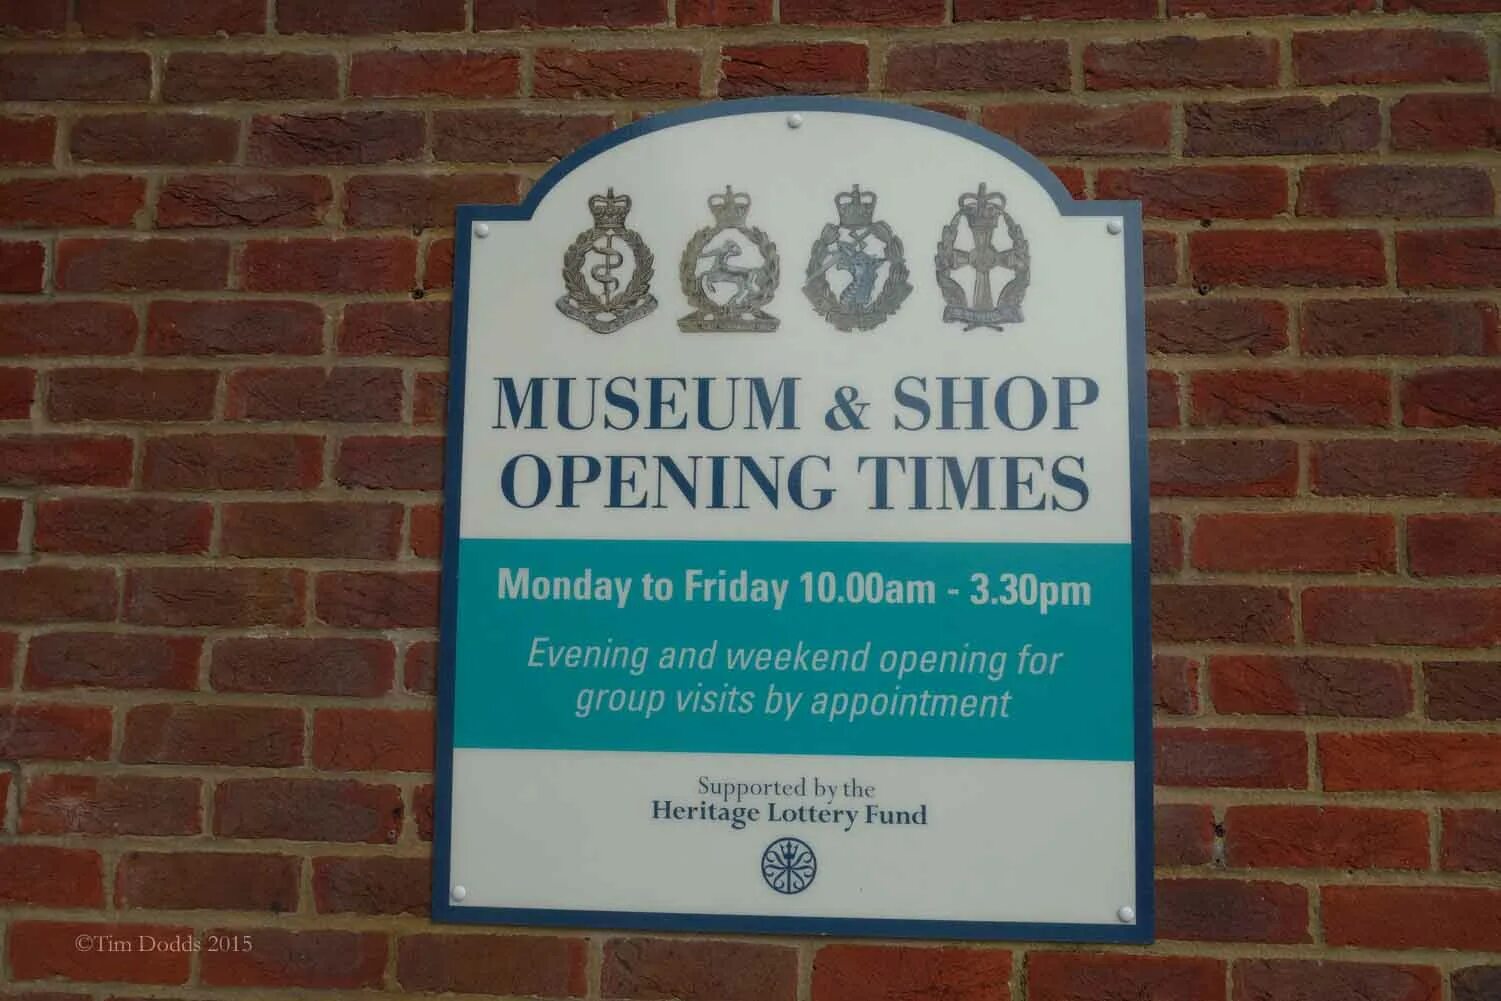 MUSEUM & SHOP
OPENING TIMES
Monday to Friday 10.00am - 3.30pm
Evening and weekend opening for
group visits by appointment
Supported by the
Heritage Lottery Fund
©Tim Dodds 2015